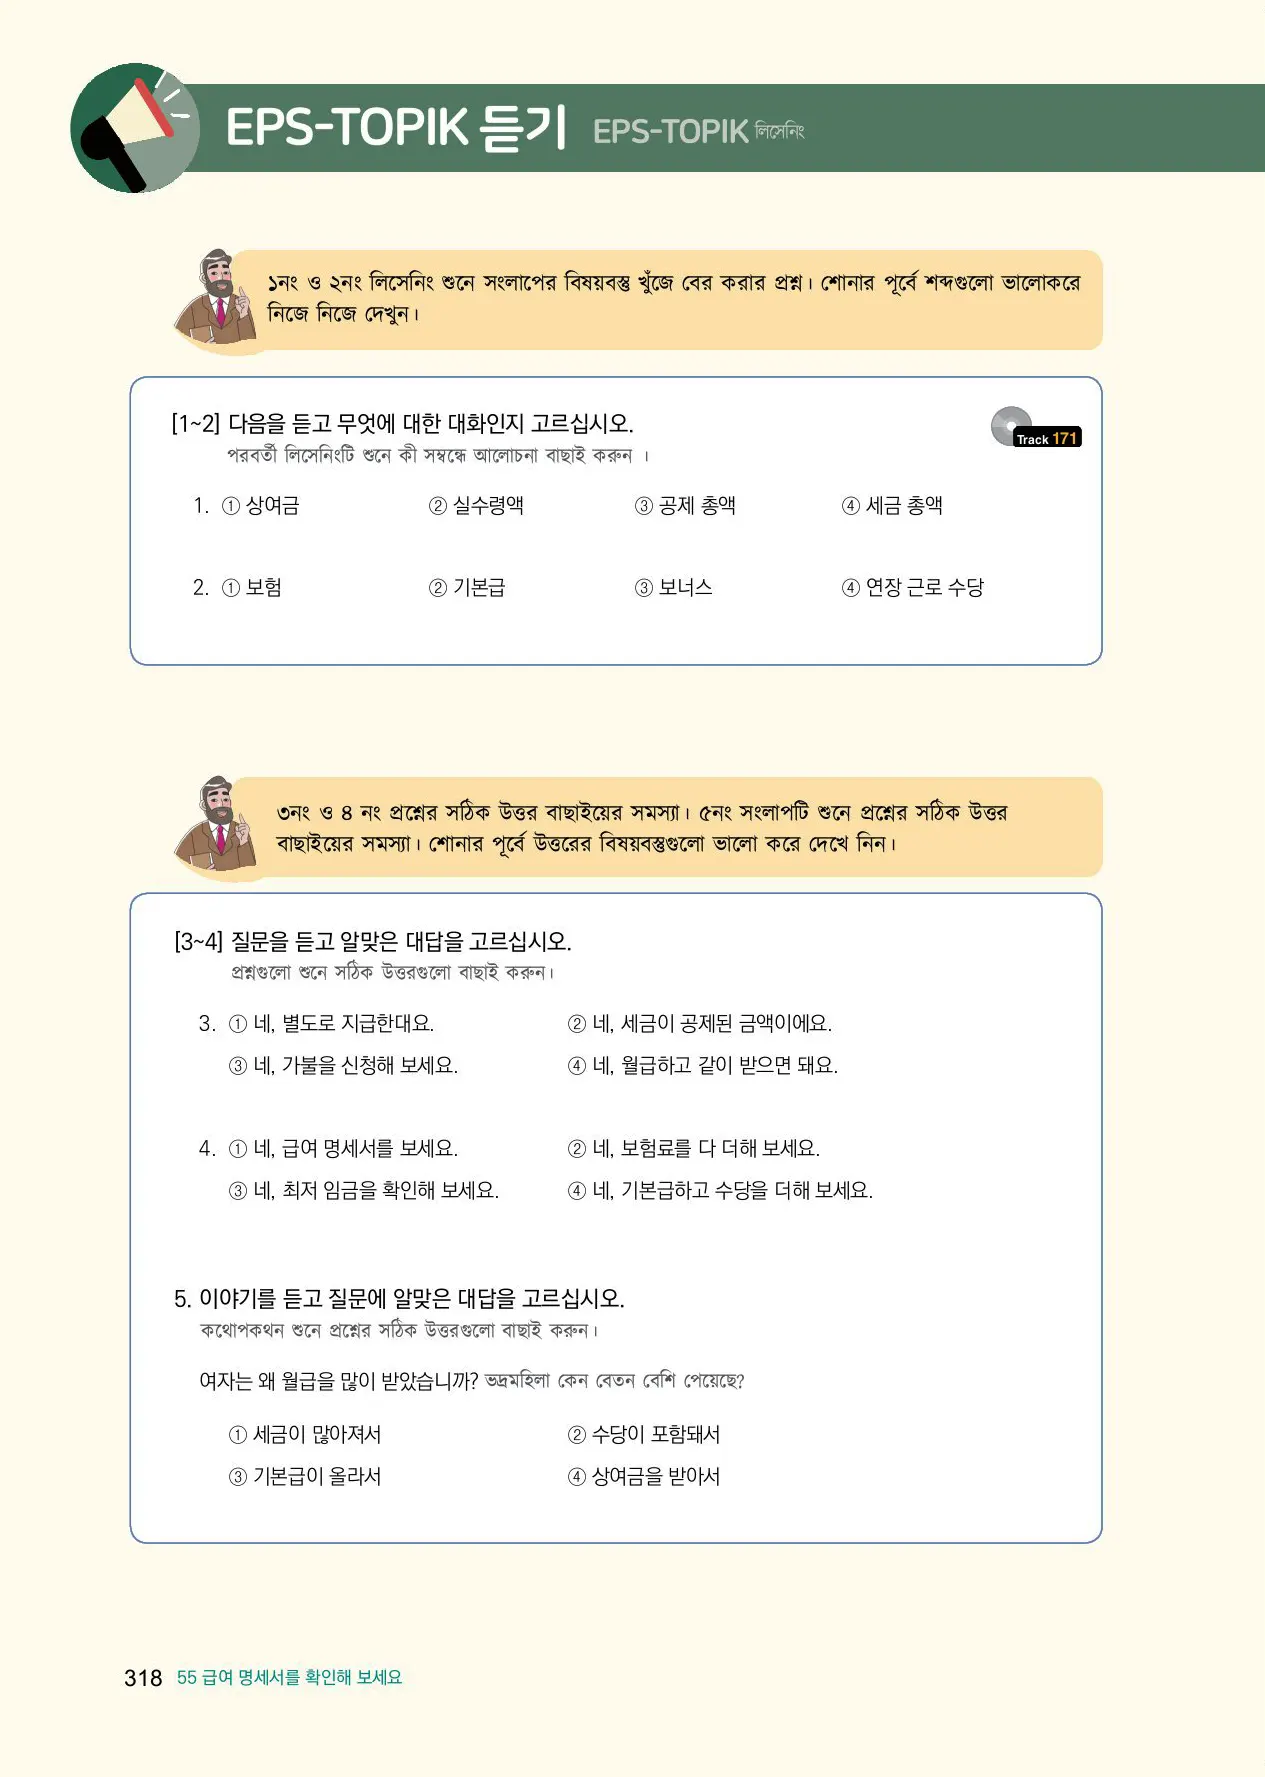 EPS-TOPIK 듣기 EPS-TOPIK লিসেনিং
১নং ও ২নং লিসেনিং শুনে সংলাপের বিষয়বস্তু খুঁজে বের করার প্রশ্ন। শোনার পূর্বে শব্দগুলো ভালোকরে
নিজে নিজে দেখুন।
[1~2] 다음을 듣고 무엇에 대한 대화인지 고르십시오.
Track 171
পরবর্তী লিসেনিংটি শুনে কী সম্বন্ধে আলোচনা বাছাই করুন ।
1. ① 상여금 ② 실수령액 ③ 공제 총액 ④ 세금 총액
2. ① 보험 ② 기본급 ③ 보너스 ④ 연장 근로 수당
৩নং ও ৪ নং প্রশ্নের সঠিক উত্তর বাছাইয়ের সমস্যা। ৫নং সংলাপটি শুনে প্রশ্নের সঠিক উত্তর
বাছাইয়ের সমস্যা। শোনার পূর্বে উত্তরের বিষয়বস্তুগুলো ভালো করে দেখে নিন।
[3~4] 질문을 듣고 알맞은 대답을 고르십시오.
প্রশ্নগুলো শুনে সঠিক উত্তরগুলো বাছাই করুন।
3. ① 네, 별도로 지급한대요. ② 네, 세금이 공제된 금액이에요.
③ 네, 가불을 신청해 보세요. ④ 네, 월급하고 같이 받으면 돼요.
4. ① 네, 급여 명세서를 보세요. ② 네, 보험료를 다 더해 보세요.
③ 네, 최저 임금을 확인해 보세요. ④ 네, 기본급하고 수당을 더해 보세요.
5. 이야기를 듣고 질문에 알맞은 대답을 고르십시오.
কথোপকথন শুনে প্রশ্নের সঠিক উত্তরগুলো বাছাই করুন।
여자는 왜 월급을 많이 받았습니까? ভদ্রমহিলা কেন বেতন বেশি পেয়েছে?
① 세금이 많아져서 ② 수당이 포함돼서
③ 기본급이 올라서 ④ 상여금을 받아서
318 55 급여 명세서를 확인해 보세요